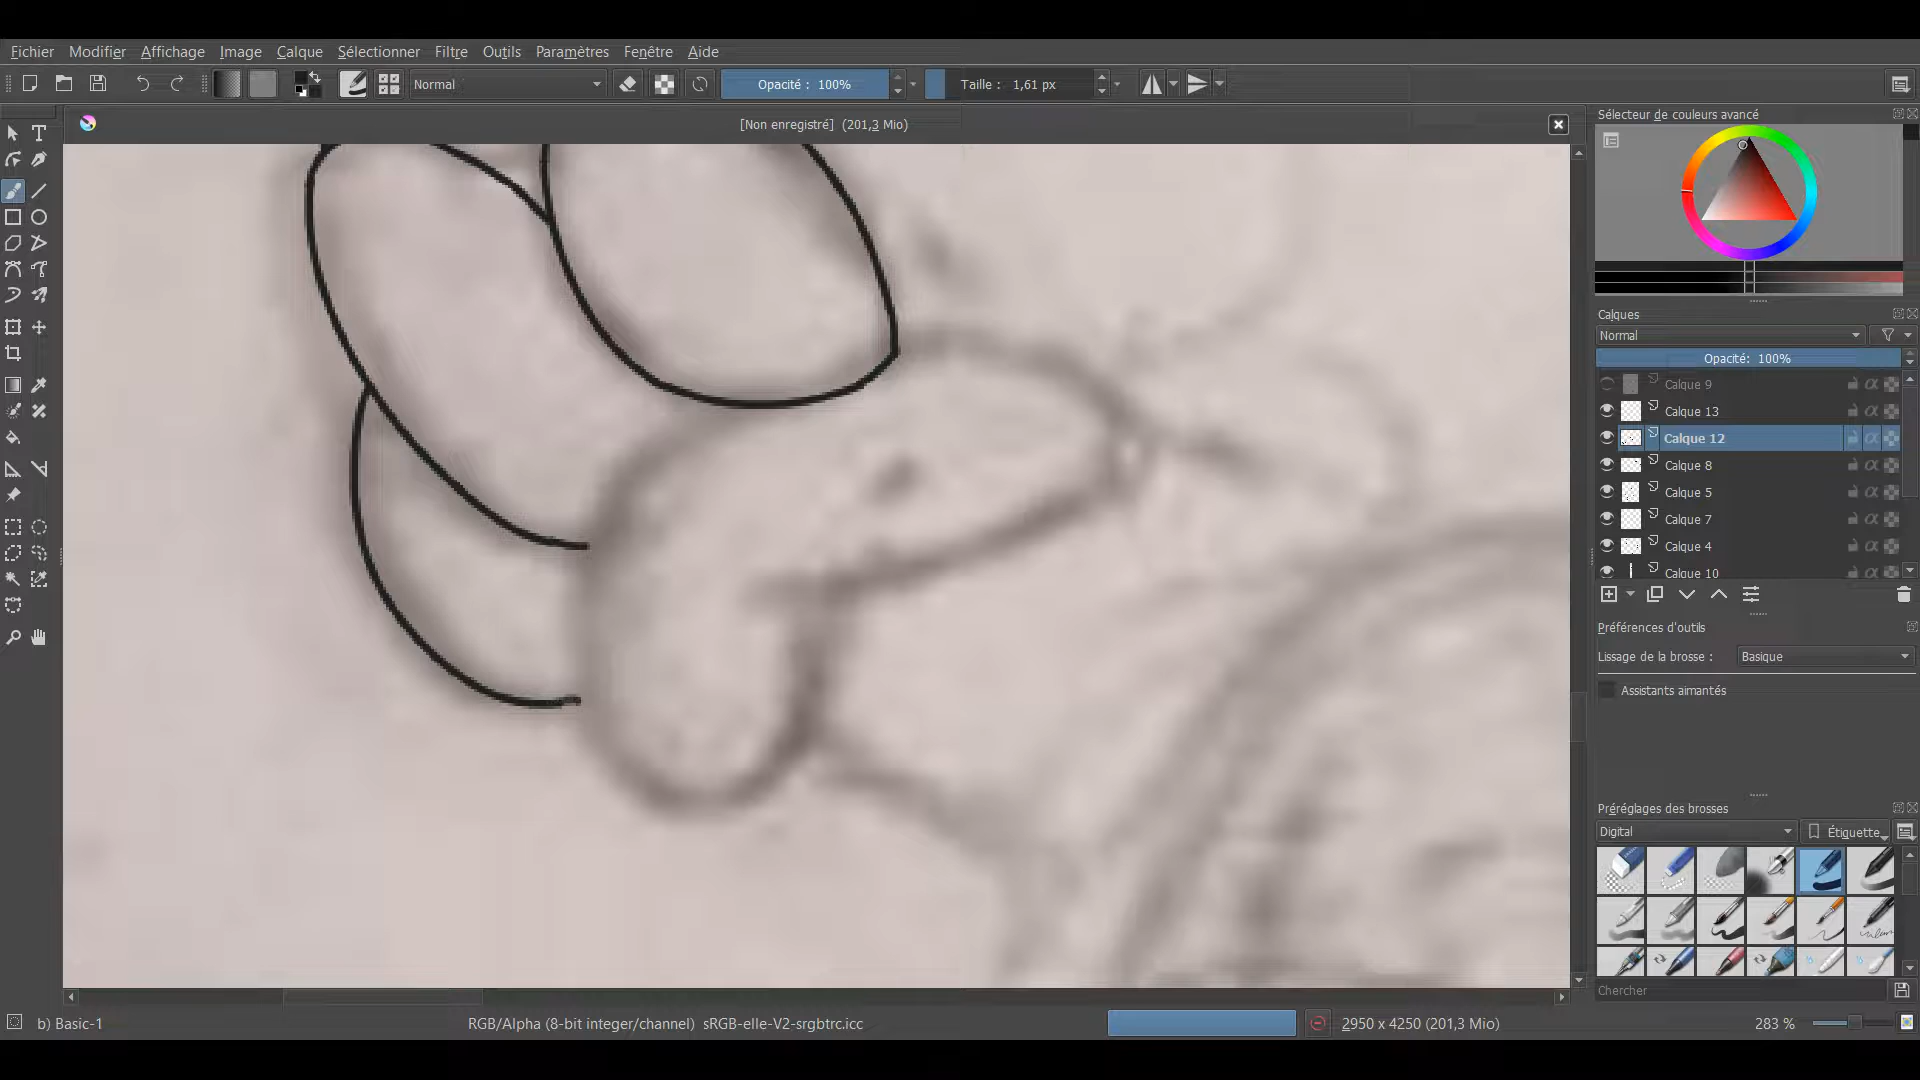 Fichier Modifier Affichage Image Calque Sélectionner Filtre Outils Paramètres Fenêtre Aide
Normal
Opacité : 100%
Taille : 1,61 px
[Non enregistré] (201,3 Mio)
Sélecteur de couleurs avancé
Calques
Normal
Opacité: 100%
Calque 9
Calque 13
Calque 12
Calque 8
Calque 5
Calque 7
Calque 4
Calque 10
Préférences d'outils
Lissage de la brosse :
Basique
Assistants aimantés
Préréglages des brosses
Digital
Étiquette
Chercher
b) Basic-1
RGB/Alpha (8-bit integer/channel) sRGB-elle-V2-srgbtrc.icc
2950 x 4250 (201,3 Mio)
283 %